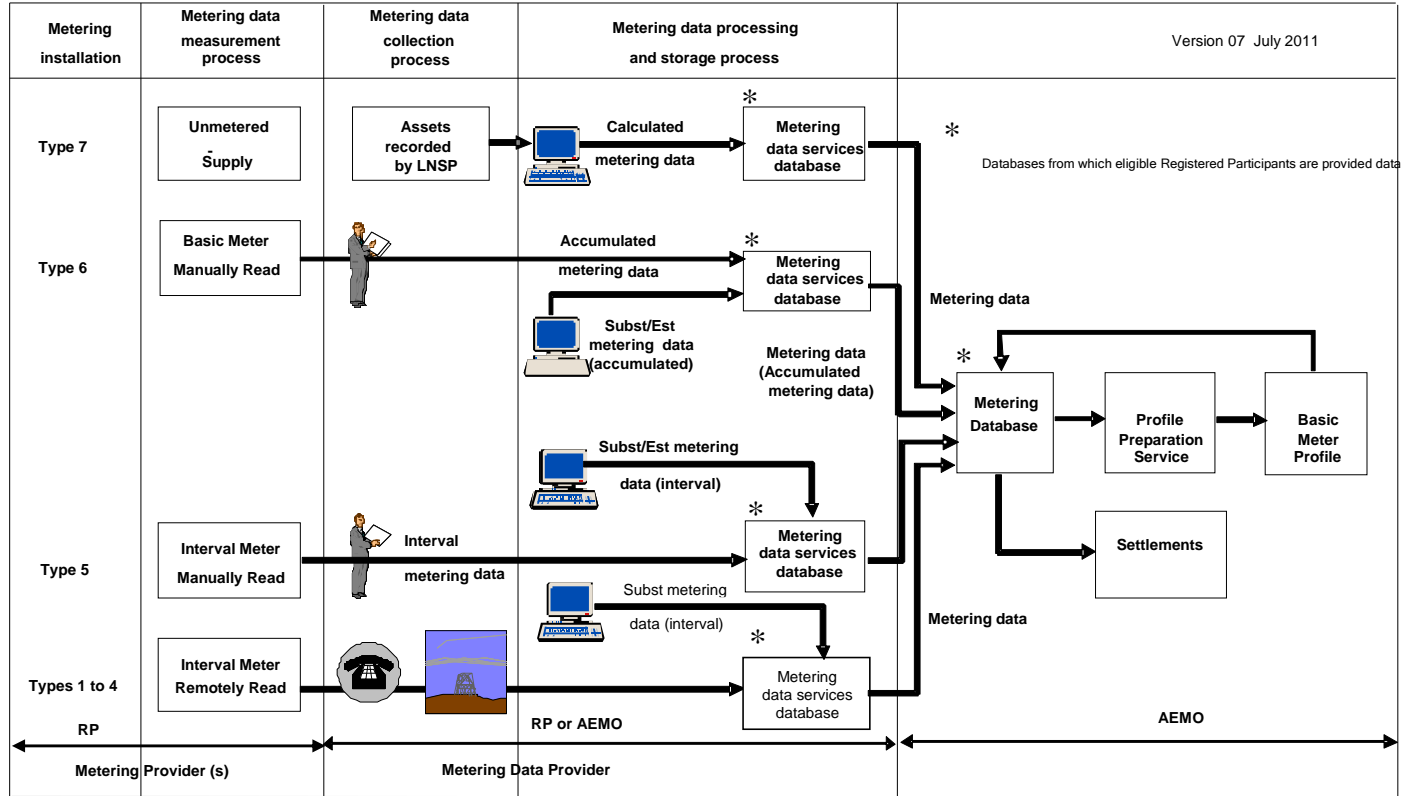 Metering
installation
Metering data
measurement
process
Metering data
collection
process
Metering data processing
and storage process
Version 07 July 2011
Type 7
Unmetered
-
Supply
Assets
recorded
by LNSP
Calculated
metering data
*
Metering
data services
database
*
Databases from which eligible Registered Participants are provided data
Type 6
Basic Meter
Manually Read
Accumulated
metering data
*
Metering
data services
database
Subst/Est
metering data
(accumulated)
Metering data
(Accumulated
metering data)
Metering data
*
Metering
Database
Profile
Preparation
Service
Basic
Meter
Profile
Settlements
Subst/Est metering
data (interval)
Type 5
Interval Meter
Manually Read
Interval
metering data
*
Metering
data services
database
Subst metering
data (interval)
Metering data
Types 1 to 4
Interval Meter
Remotely Read
*
Metering
data services
database
RP
RP or AEMO
AEMO
Metering Provider (s)
Metering Data Provider